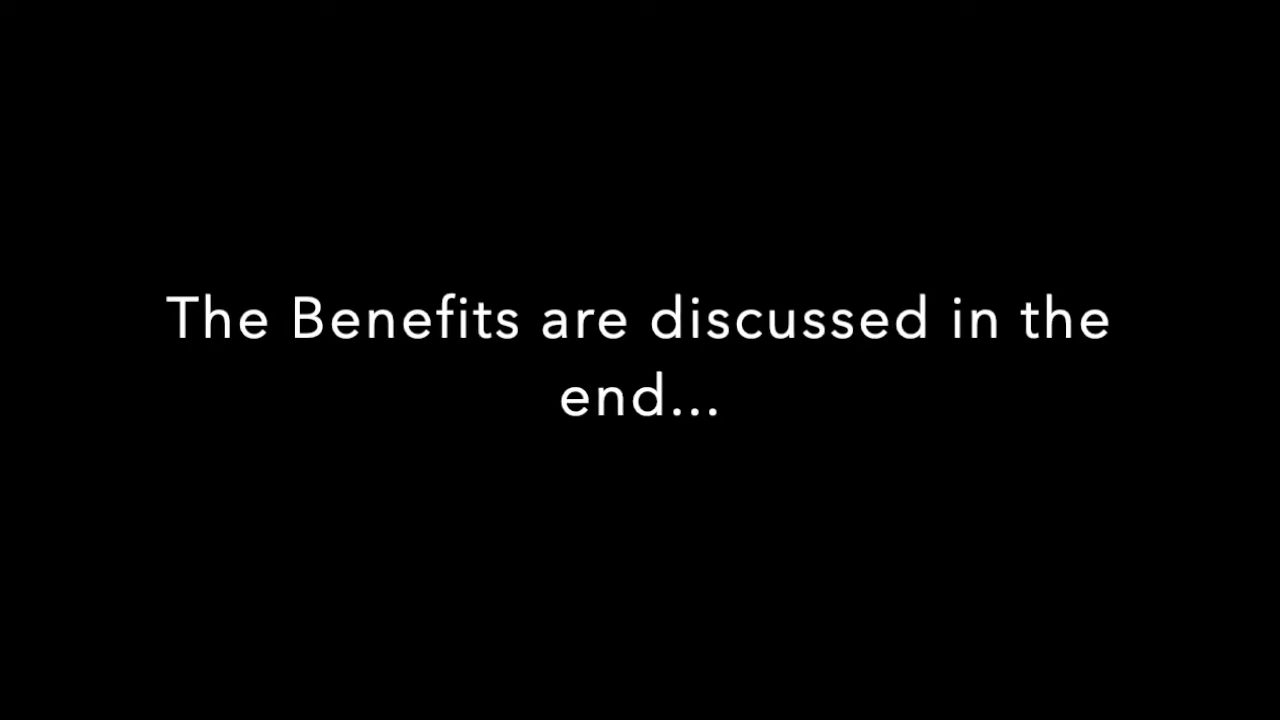 The Benefits are discussed in the
end...